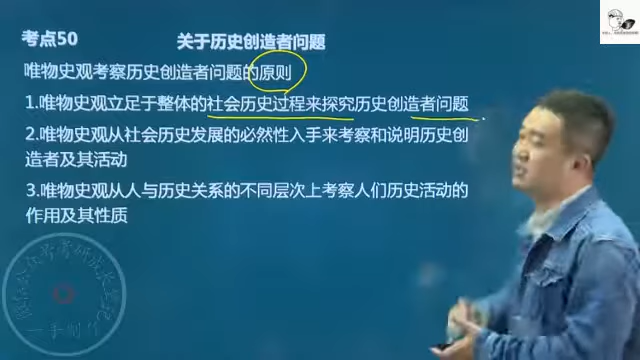 考点50
关于历史创造者问题
唯物史观考察历史创造者问题的原则
1.唯物史观立足于整体的社会历史过程来探究历史创造者问题
2.唯物史观从社会历史发展的必然性入手来考察和说明历史创
造者及其活动
3.唯物史观从人与历史关系的不同层次上考察人们历史活动的
作用及其性质
一手制作